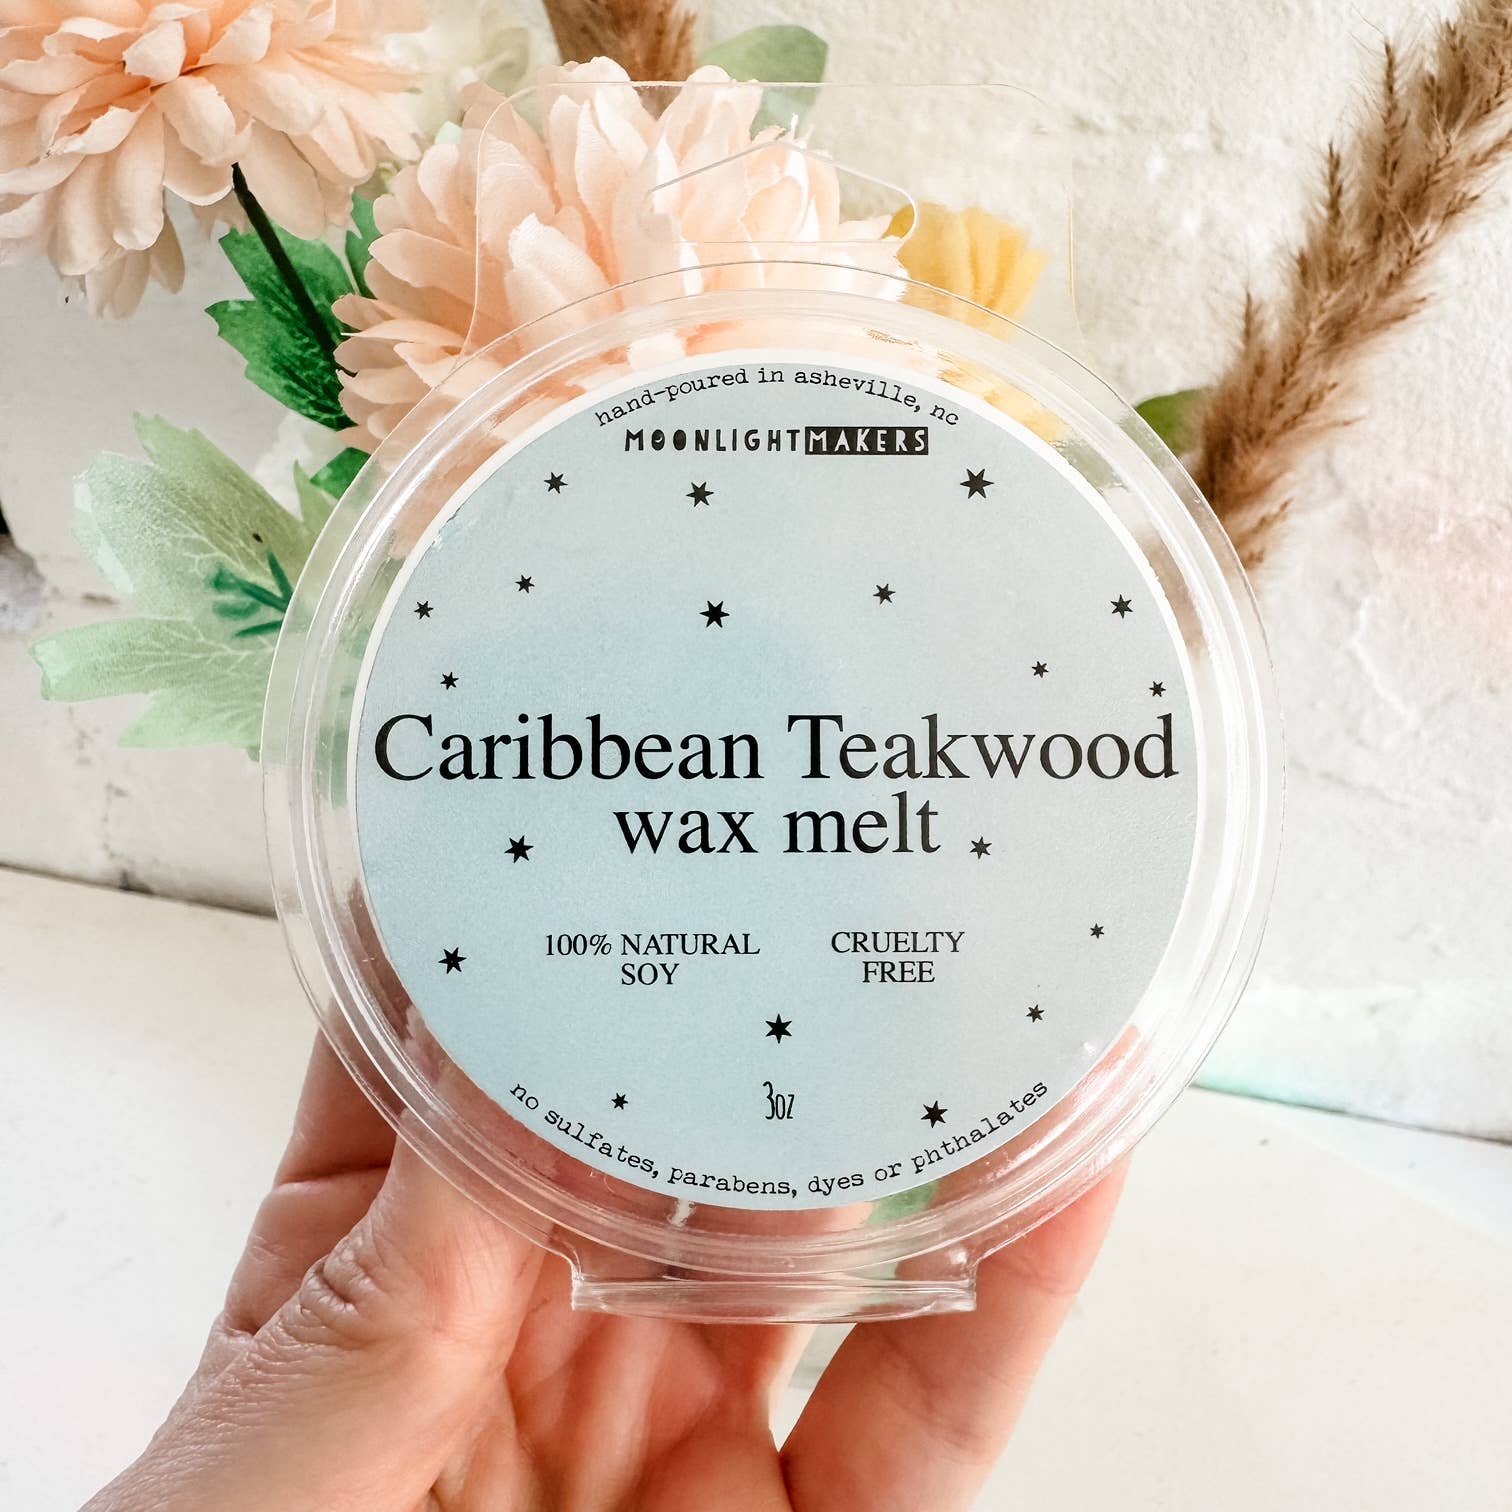 hand-poured in asheville, nc
MOONLIGHTMAKERS
Caribbean Teakwood
wax melt
100% NATURAL
SOY
CRUELTY
FREE
3oz
no sulfates, parabens, dyes or phthalates